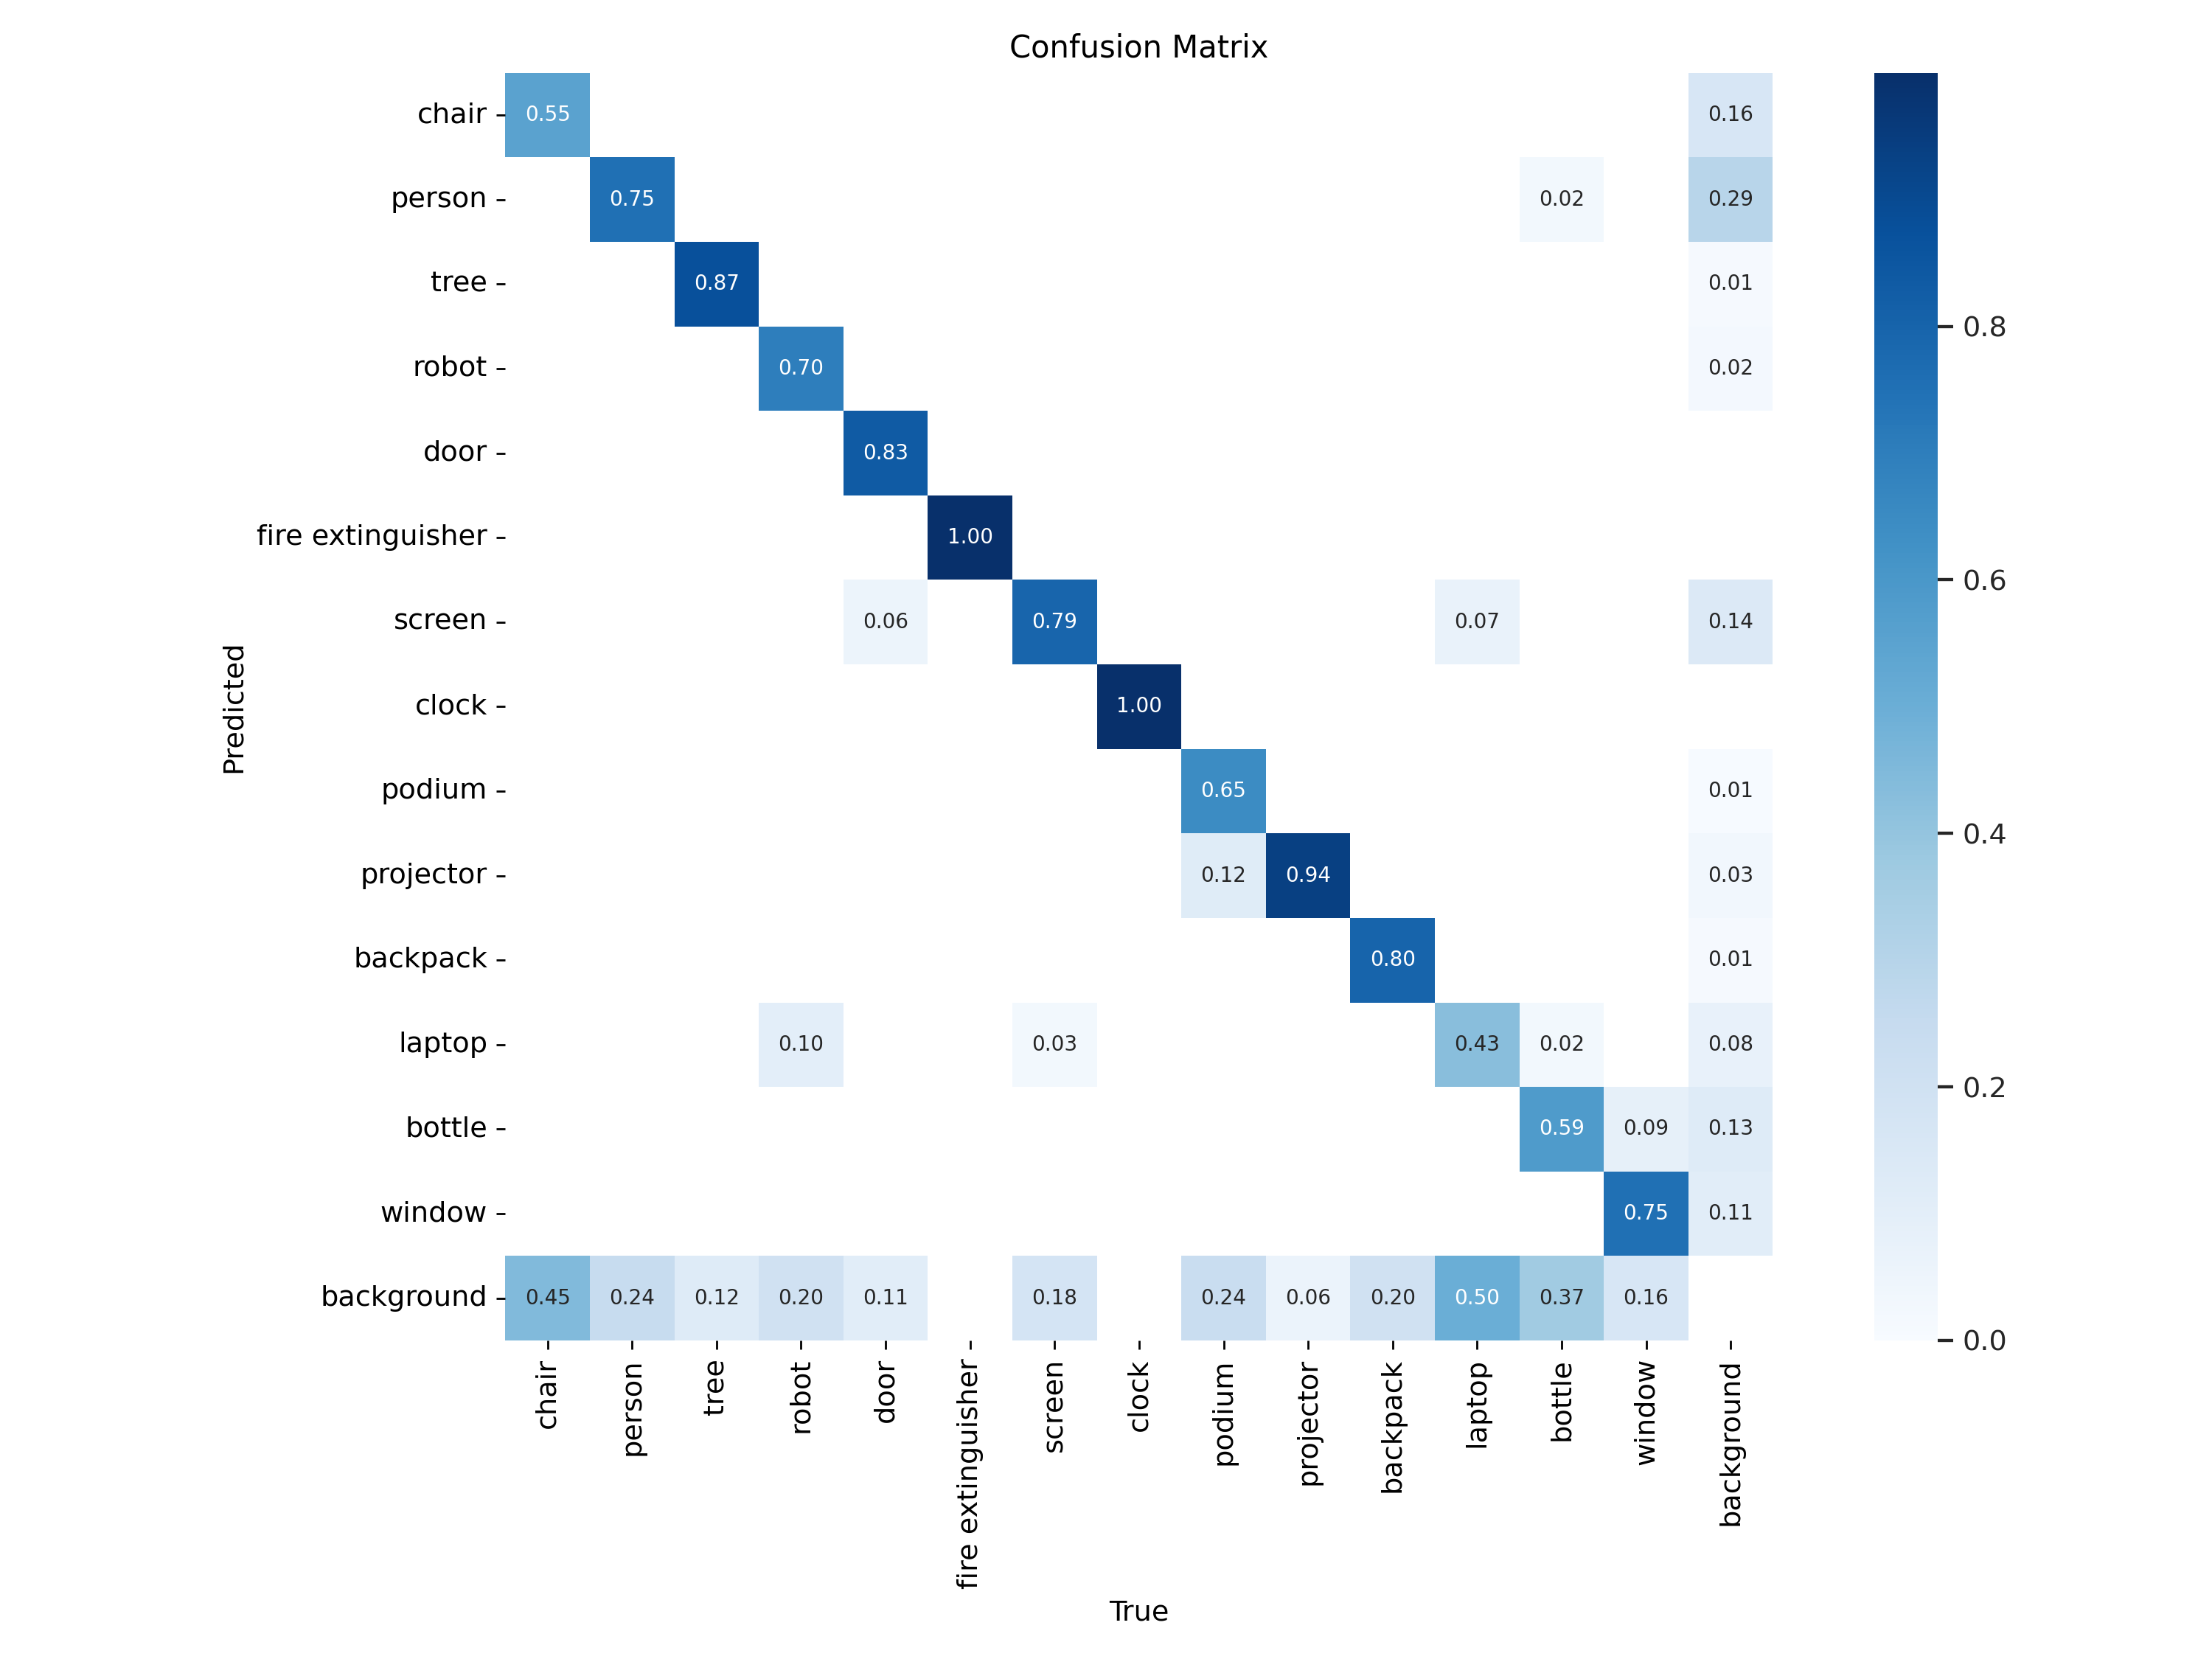 Confusion Matrix
chair 0.55 0.16
person 0.75 0.02 0.29
tree 0.87 0.01
robot 0.70 0.02
door 0.83
fire extinguisher 1.00
screen 0.06 0.79 0.07 0.14
clock 1.00
podium 0.65 0.01
projector 0.12 0.94 0.03
backpack 0.80 0.01
laptop 0.10 0.03 0.43 0.02 0.08
bottle 0.59 0.09 0.13
window 0.75 0.11
background 0.45 0.24 0.12 0.20 0.11 0.18 0.24 0.06 0.20 0.50 0.37 0.16
Predicted
chair person tree robot door fire extinguisher screen clock podium projector backpack laptop bottle window background
True
0.8
0.6
0.4
0.2
0.0